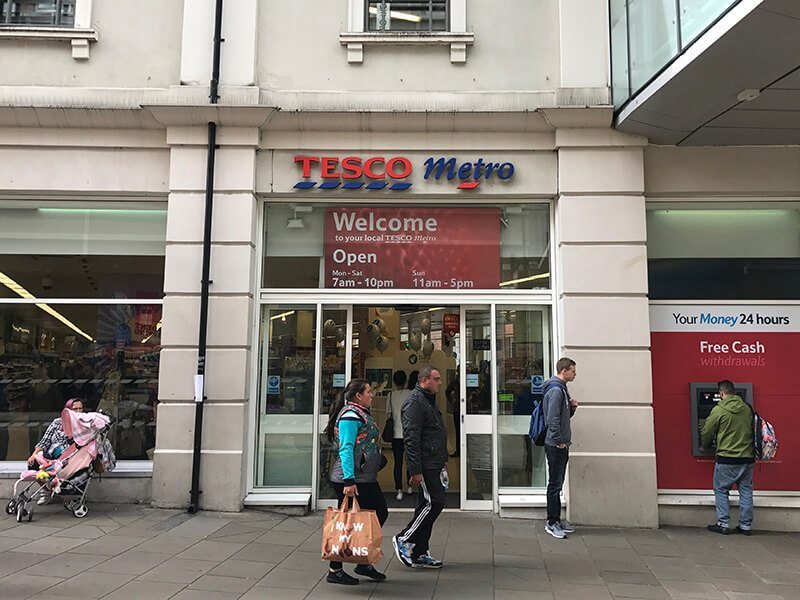 TESCO Metro
Welcome
to your local TESCO Metro
Open
Mon - Sat Sun
7am - 10pm 11am - 5pm
Your Money 24 hours
Free Cash
withdrawals
I KNOW
MY